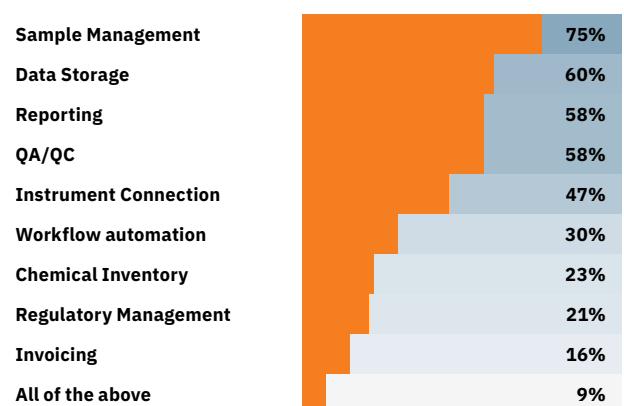 Sample Management 75%
Data Storage 60%
Reporting 58%
QA/QC 58%
Instrument Connection 47%
Workflow automation 30%
Chemical Inventory 23%
Regulatory Management 21%
Invoicing 16%
All of the above 9%